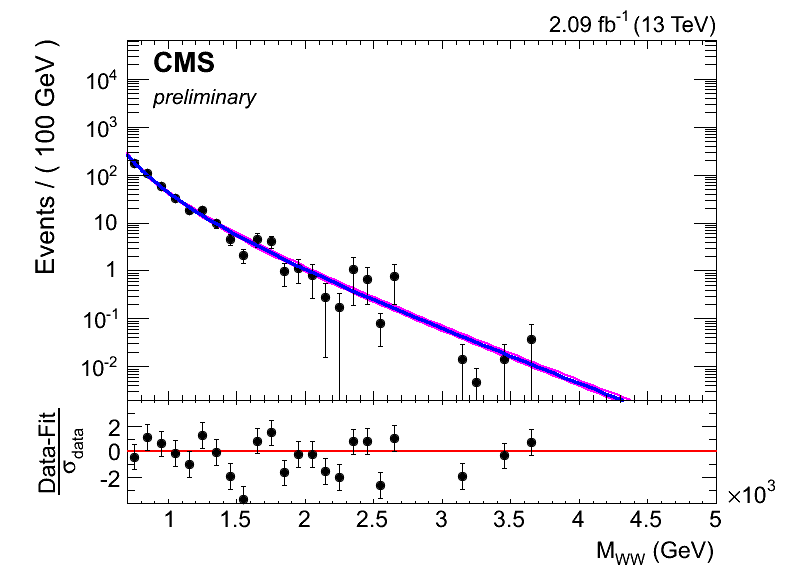 2.09 fb⁻¹ (13 TeV)
CMS
preliminary
Events / ( 100 GeV )
10⁴
10³
10²
10
1
10⁻¹
10⁻²
Data-Fit
σ_data
2
0
-2
×10³
1 1.5 2 2.5 3 3.5 4 4.5 5
M_WW (GeV)